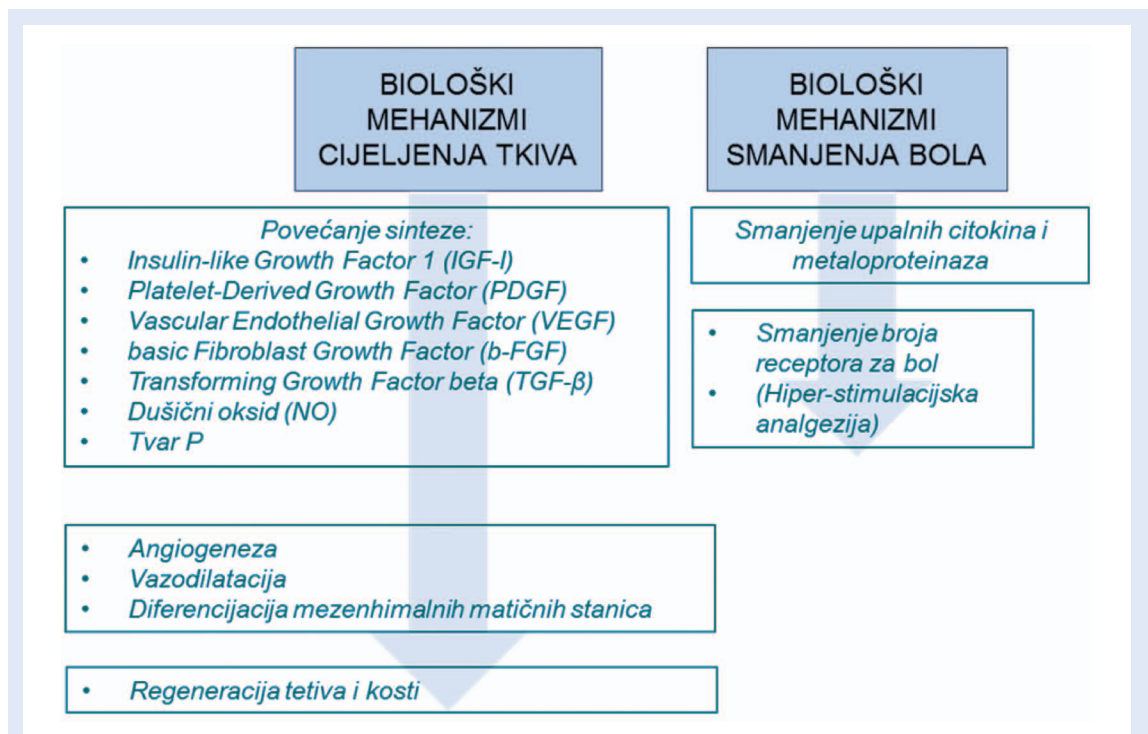 BIOLOŠKI
MEHANIZMI
CIJELJENJA TKIVA
Povećanje sinteze:
• Insulin-like Growth Factor 1 (IGF-I)
• Platelet-Derived Growth Factor (PDGF)
• Vascular Endothelial Growth Factor (VEGF)
• basic Fibroblast Growth Factor (b-FGF)
• Transforming Growth Factor beta (TGF-β)
• Dušični oksid (NO)
• Tvar P
• Angiogeneza
• Vazodilatacija
• Diferencijacija mezenhimalnih matičnih stanica
• Regeneracija tetiva i kosti
BIOLOŠKI
MEHANIZMI
SMANJENJA BOLA
Smanjenje upalnih citokina i
metaloproteinaza
• Smanjenje broja
receptora za bol
• (Hiper-stimulacijska
analgezija)